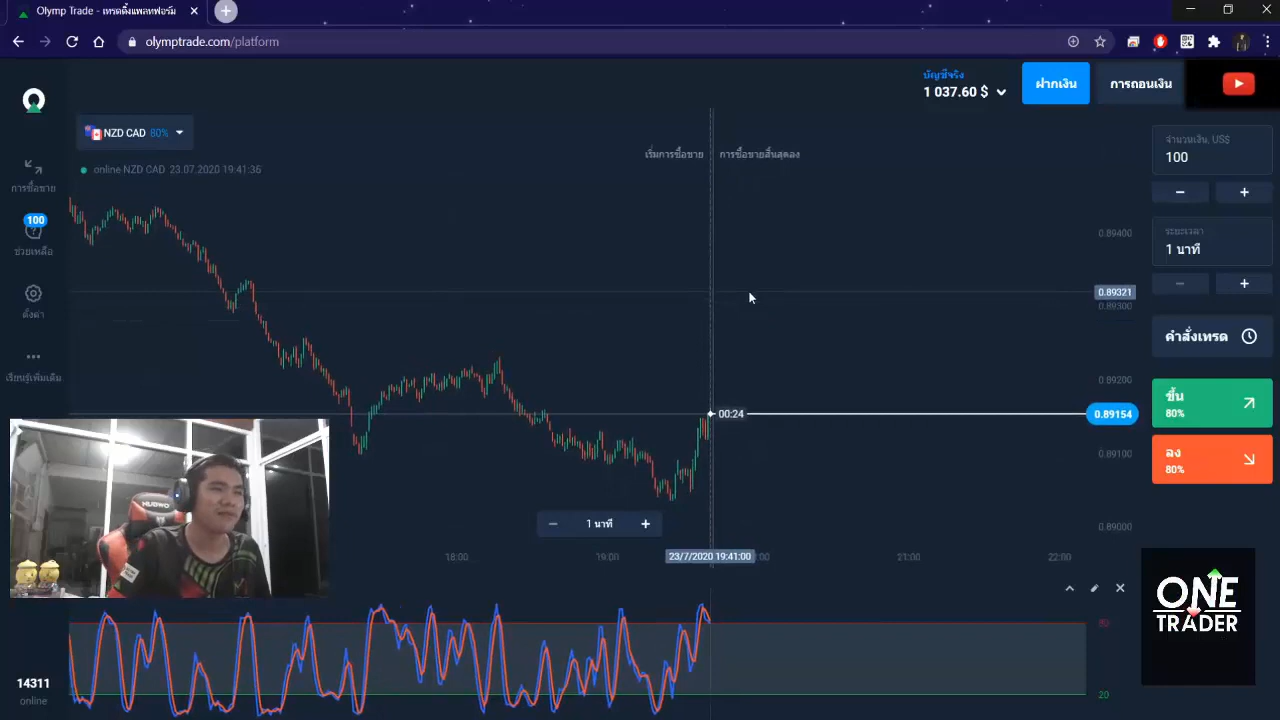 Olymp Trade - เทรดดิ้งแพลทฟอร์ม
olymptrade.com/platform
บัญชีจริง
1 037.60 $
ฝากเงิน
การถอนเงิน
NZD CAD 80%
online NZD CAD 23.07.2020 19:41:35
เริ่มการซื้อขาย
การซื้อขายสิ้นสุดลง
จำนวนเงิน, US$
100
การซื้อขาย
100
ช่วยเหลือ
ระยะเวลา
1 นาที
0.89400
0.89321
0.89300
ตั้งค่า
คำสั่งเทรด
เรียนรู้เพิ่มเติม
0.89200
ขึ้น
80%
00:24
0.89154
0.89100
ลง
80%
0.89000
1 นาที
18:00
19:00
23/7/2020 19:41:00
21:00
22:00
ONE
TRADER
80
20
14311
online